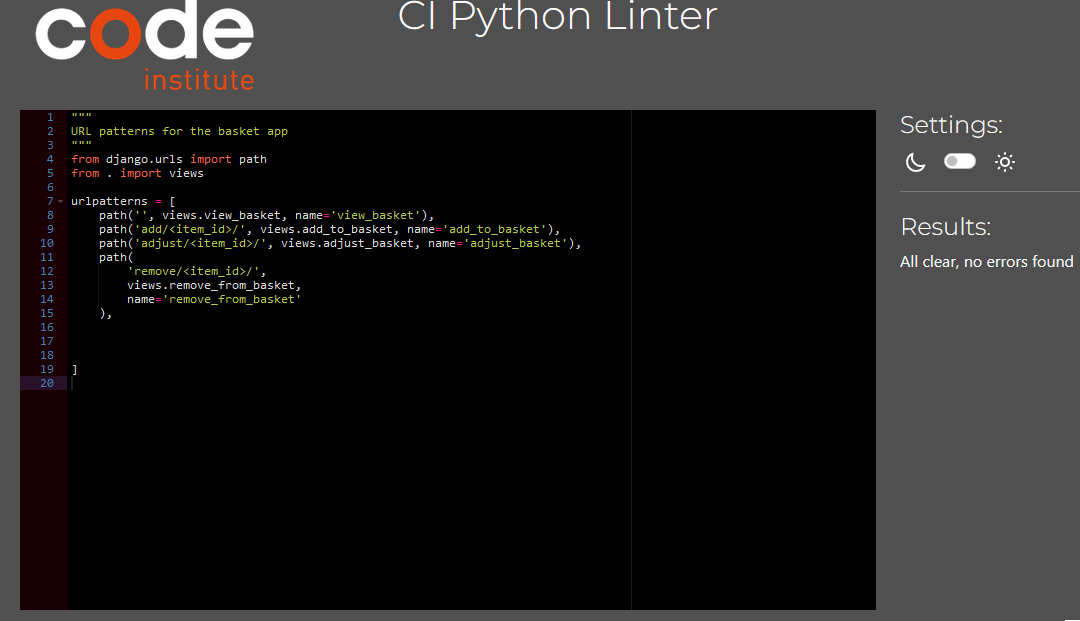 code
institute
CI Python Linter
1 """
2 URL patterns for the basket app
3 """
4 from django.urls import path
5 from . import views
6
7 urlpatterns = [
8     path('', views.view_basket, name='view_basket'),
9     path('add/<item_id>/', views.add_to_basket, name='add_to_basket'),
10     path('adjust/<item_id>/', views.adjust_basket, name='adjust_basket'),
11     path(
12         'remove/<item_id>/',
13         views.remove_from_basket,
14         name='remove_from_basket'
15     ),
16
17
18
19 ]
20
Settings:
Results:
All clear, no errors found